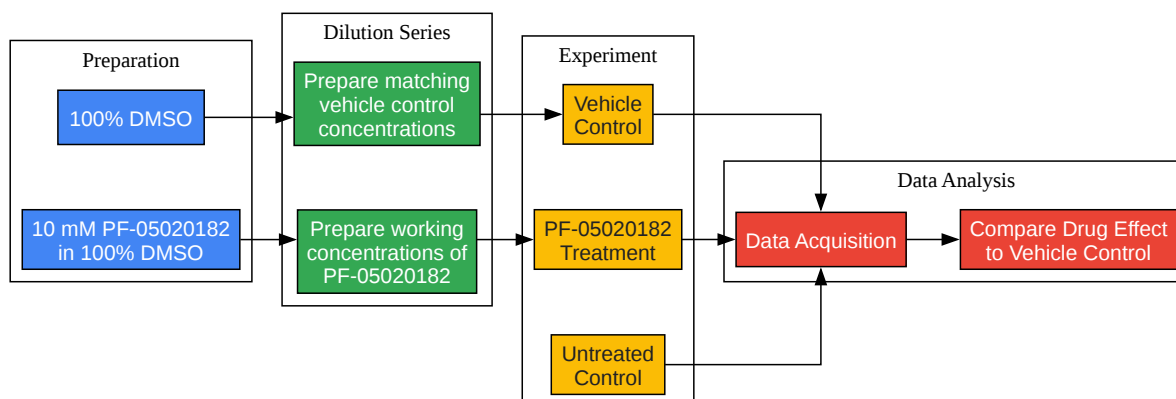 Preparation
100% DMSO
10 mM PF-05020182
in 100% DMSO
Dilution Series
Prepare matching
vehicle control
concentrations
Prepare working
concentrations of
PF-05020182
Experiment
Vehicle
Control
PF-05020182
Treatment
Untreated
Control
Data Analysis
Data Acquisition
Compare Drug Effect
to Vehicle Control